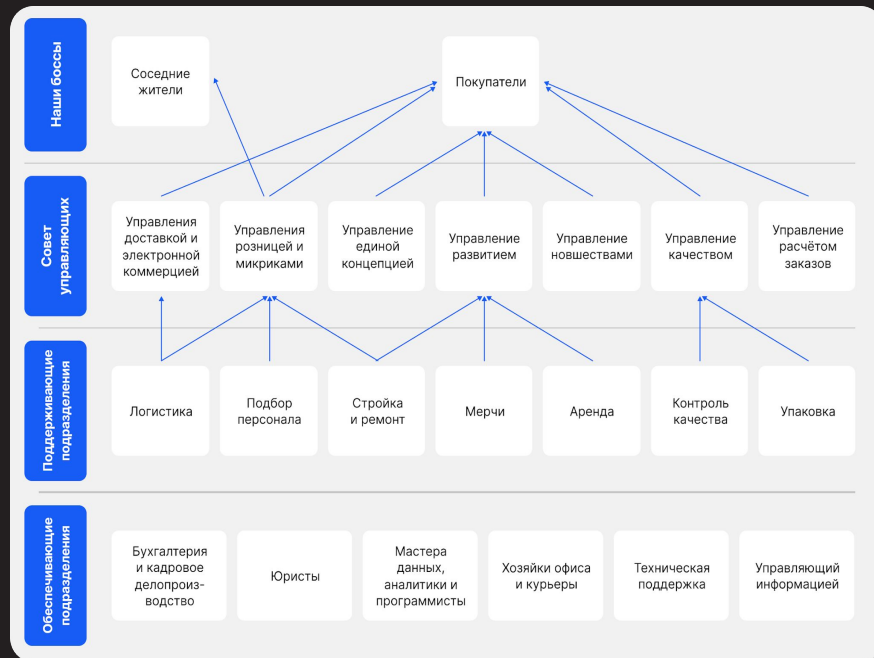 Наши боссы
Соседние
жители
Покупатели
Совет
управляющих
Управления
доставкой и
электронной
коммерцией
Управления
розницей и
микриками
Управление
единой
концепцией
Управление
развитием
Управление
новшествами
Управление
качеством
Управление
расчётом
заказов
Поддерживающие
подразделения
Логистика
Подбор
персонала
Стройка
и ремонт
Мерчи
Аренда
Контроль
качества
Упаковка
Обеспечивающие
подразделения
Бухгалтерия
и кадровое
делопроиз-
водство
Юристы
Мастера
данных,
аналитики и
программисты
Хозяйки офиса
и курьеры
Техническая
поддержка
Управляющий
информацией